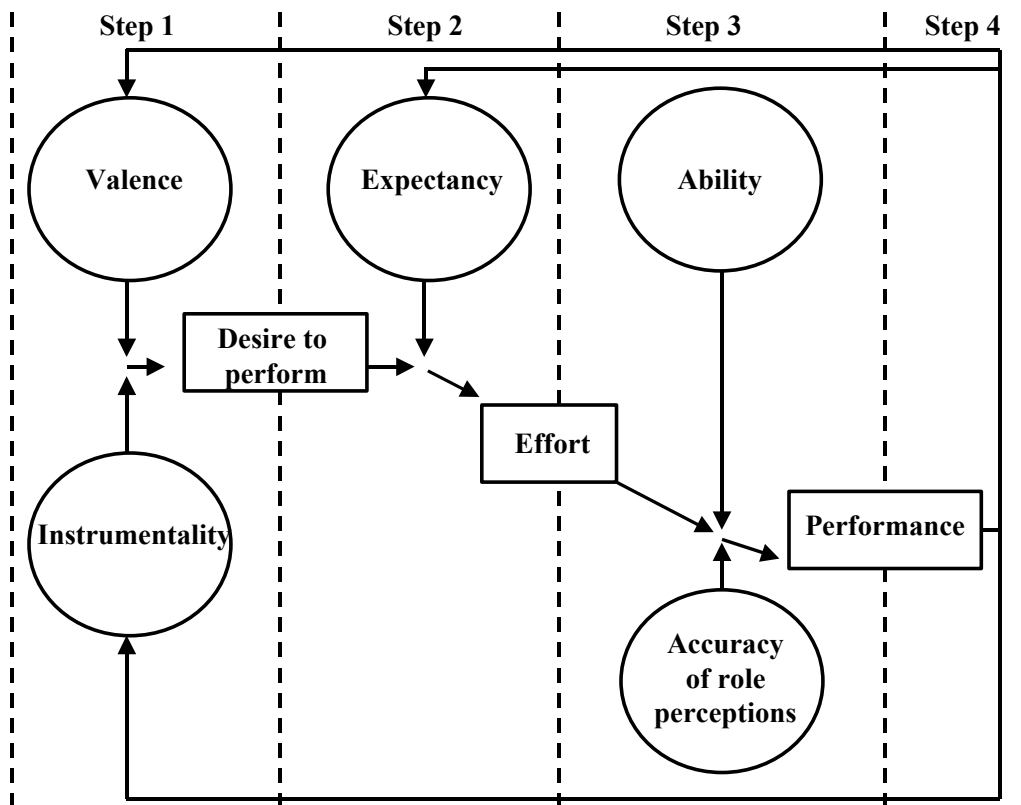 Step 1
Step 2
Step 3
Step 4
Valence
Expectancy
Ability
Desire to
perform
Effort
Instrumentality
Performance
Accuracy
of role
perceptions